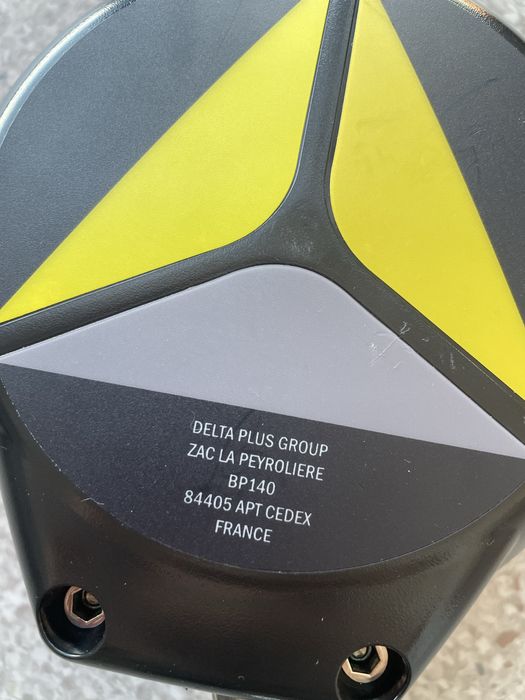 DELTA PLUS GROUP
ZAC LA PEYROLIERE
BP140
84405 APT CEDEX
FRANCE